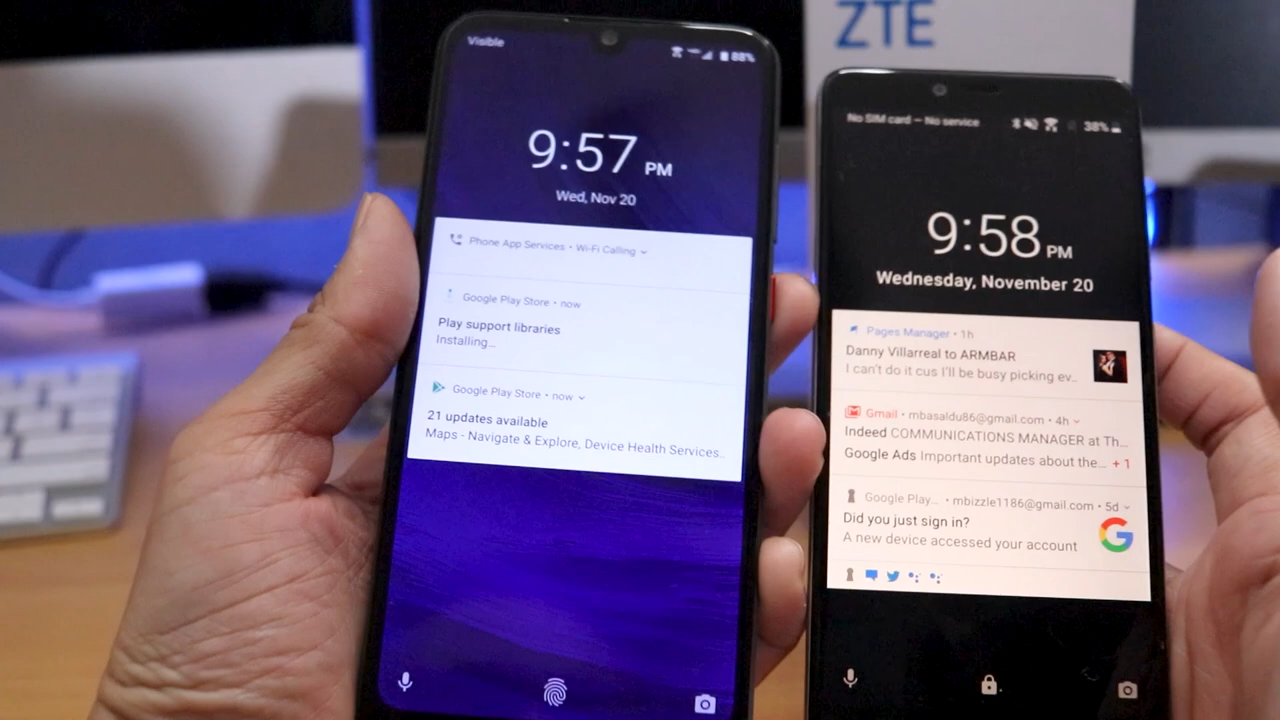 ZTE
Visible
88%
9:57 PM
Wed, Nov 20
Phone App Services • Wi-Fi Calling
Google Play Store • now
Play support libraries
Installing...
Google Play Store • now
21 updates available
Maps - Navigate & Explore, Device Health Services..
No SIM card — No service
38%
9:58 PM
Wednesday, November 20
Pages Manager • 1h
Danny Villarreal to ARMBAR
I can't do it cus I'll be busy picking ev..
Gmail • mbasaldu86@gmail.com • 4h
Indeed COMMUNICATIONS MANAGER at Th...
Google Ads Important updates about the... + 1
Google Play... • mbizzle1186@gmail.com • 5d
Did you just sign in?
A new device accessed your account
G